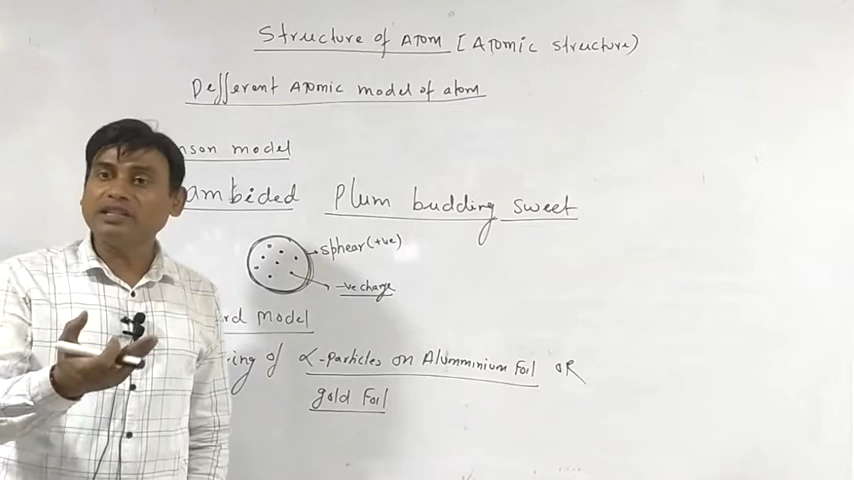 Structure of Atom [Atomic structure)
Defferent Atomic model of atom
nson model
ambided Plum budding sweet
sphear (+ve)
-ve charge
rd Model
ing of α-particles on Alumminium Foil OR
gold Foil